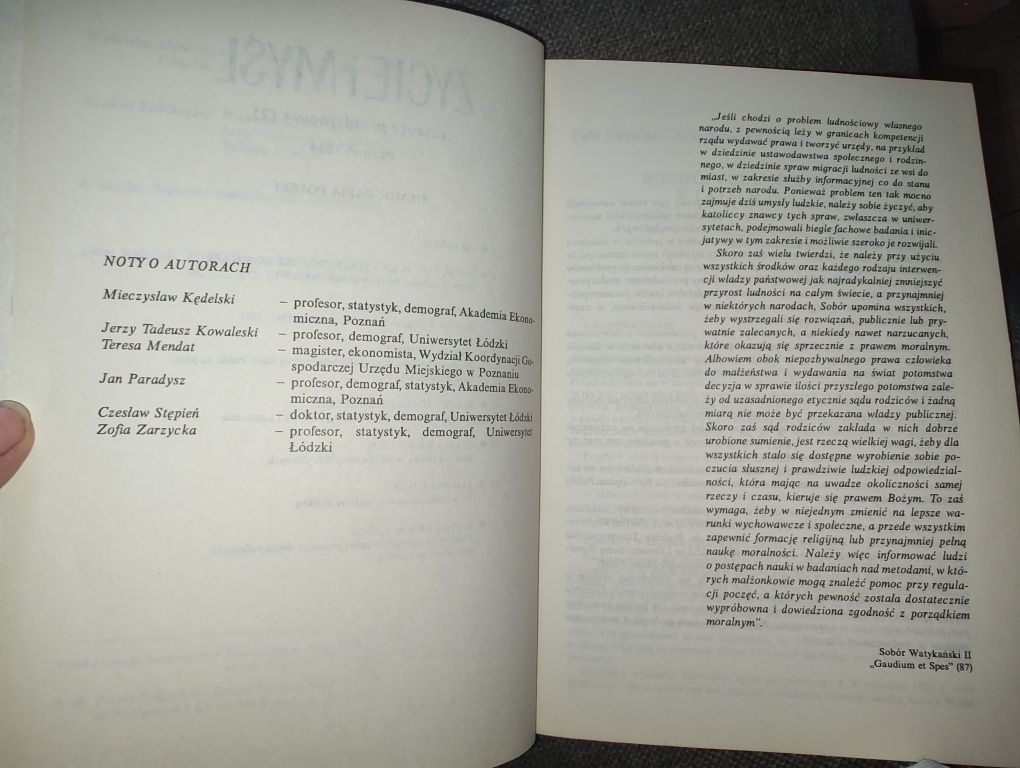 NOTY O AUTORACH
Mieczysław Kędelski – profesor, statystyk, demograf, Akademia Ekono-
miczna, Poznań
Jerzy Tadeusz Kowaleski – profesor, demograf, Uniwersytet Łódzki
Teresa Mendat – magister, ekonomista, Wydział Koordynacji Go-
spodarczej Urzędu Miejskiego w Poznaniu
Jan Paradysz – profesor, demograf, statystyk, Akademia Ekono-
miczna, Poznań
Czesław Stępień – doktor, statystyk, demograf, Uniwersytet Łódzki
Zofia Zarzycka – profesor, statystyk, demograf, Uniwersytet
Łódzki
„Jeśli chodzi o problem ludnościowy własnego
narodu, z pewnością leży w granicach kompetencji
rządu wydawać prawa i tworzyć urzędy, na przykład
w dziedzinie ustawodawstwa społecznego i rodzin-
nego, w dziedzinie spraw migracji ludności ze wsi do
miast, w zakresie służby informacyjnej co do stanu
i potrzeb narodu. Ponieważ problem ten tak mocno
zajmuje dziś umysły ludzkie, należy sobie życzyć, aby
katoliccy znawcy tych spraw, zwłaszcza w uniwer-
sytetach, podejmowali biegle fachowe badania i inic-
jatywy w tym zakresie i możliwie szeroko je rozwijali.
Skoro zaś wielu twierdzi, że należy przy użyciu
wszystkich środków oraz każdego rodzaju interwen-
cji władzy państwowej jak najradykalniej zmniejszyć
przyrost ludności na całym świecie, a przynajmniej
w niektórych narodach, Sobór upomina wszystkich,
żeby wystrzegali się rozwiązań, publicznie lub pry-
watnie zalecanych, a niekiedy nawet narzucanych,
które okazują się sprzecznie z prawem moralnym.
Albowiem obok niepozbywalnego prawa człowieka
do małżeństwa i wydawania na świat potomstwa
decyzja w sprawie ilości przyszłego potomstwa zale-
ży od uzasadnionego etycznie sądu rodziców i żadną
miarą nie może być przekazana władzy publicznej.
Skoro zaś sąd rodziców zakłada w nich dobrze
urobione sumienie, jest rzeczą wielkiej wagi, żeby dla
wszystkich stało się dostępne wyrobienie sobie po-
czucia słusznej i prawdziwie ludzkiej odpowiedzial-
ności, która mając na uwadze okoliczności samej
rzeczy i czasu, kieruje się prawem Bożym. To zaś
wymaga, żeby w niejednym zmienić na lepsze wa-
runki wychowawcze i społeczne, a przede wszystkim
zapewnić formację religijną lub przynajmniej pełną
naukę moralności. Należy więc informować ludzi
o postępach nauki w badaniach nad metodami, w któ-
rych małżonkowie mogą znaleźć pomoc przy regula-
cji poczęć, a których pewność została dostatecznie
wypróbowna i dowiedziona zgodność z porządkiem
moralnym”.
Sobór Watykański II
„Gaudium et Spes” (87)